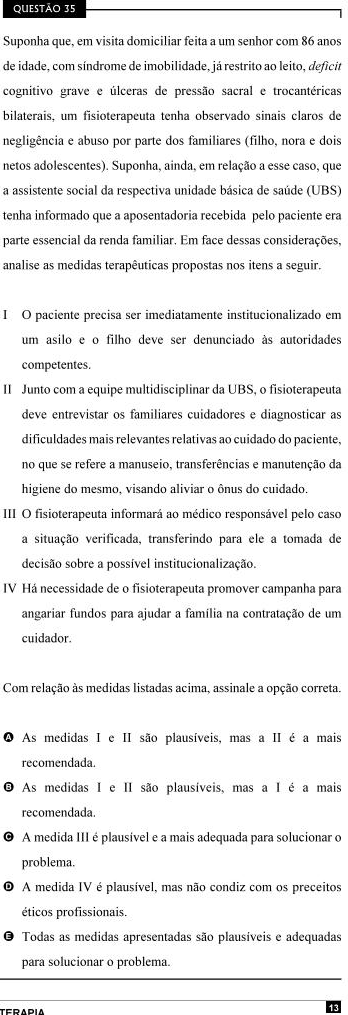 QUESTÃO 35
Suponha que, em visita domiciliar feita a um senhor com 86 anos
de idade, com síndrome de imobilidade, já restrito ao leito, deficit
cognitivo grave e úlceras de pressão sacral e trocantéricas
bilaterais, um fisioterapeuta tenha observado sinais claros de
negligência e abuso por parte dos familiares (filho, nora e dois
netos adolescentes). Suponha, ainda, em relação a esse caso, que
a assistente social da respectiva unidade básica de saúde (UBS)
tenha informado que a aposentadoria recebida pelo paciente era
parte essencial da renda familiar. Em face dessas considerações,
analise as medidas terapêuticas propostas nos itens a seguir.
I O paciente precisa ser imediatamente institucionalizado em
um asilo e o filho deve ser denunciado às autoridades
competentes.
II Junto com a equipe multidisciplinar da UBS, o fisioterapeuta
deve entrevistar os familiares cuidadores e diagnosticar as
dificuldades mais relevantes relativas ao cuidado do paciente,
no que se refere a manuseio, transferências e manutenção da
higiene do mesmo, visando aliviar o ônus do cuidado.
III O fisioterapeuta informará ao médico responsável pelo caso
a situação verificada, transferindo para ele a tomada de
decisão sobre a possível institucionalização.
IV Há necessidade de o fisioterapeuta promover campanha para
angariar fundos para ajudar a família na contratação de um
cuidador.
Com relação às medidas listadas acima, assinale a opção correta.
A As medidas I e II são plausíveis, mas a II é a mais
recomendada.
B As medidas I e II são plausíveis, mas a I é a mais
recomendada.
C A medida III é plausível e a mais adequada para solucionar o
problema.
D A medida IV é plausível, mas não condiz com os preceitos
éticos profissionais.
E Todas as medidas apresentadas são plausíveis e adequadas
para solucionar o problema.
TERAPIA
13